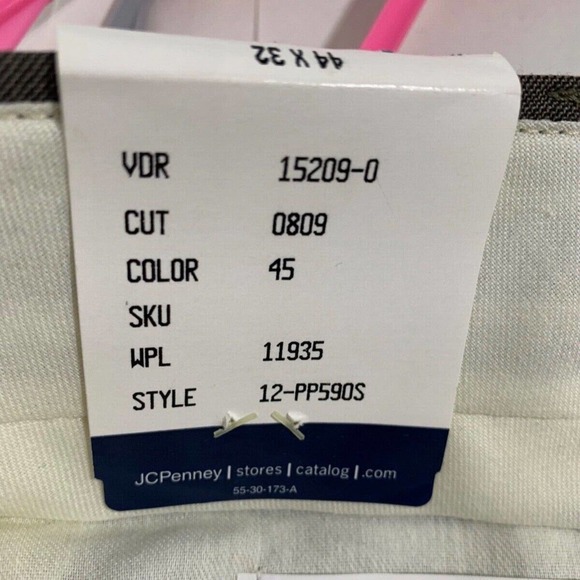 44 X 32
VDR 15209-0
CUT 0809
COLOR 45
SKU
WPL 11935
STYLE 12-PP590S
JCPenney | stores | catalog | .com
55-30-173-A